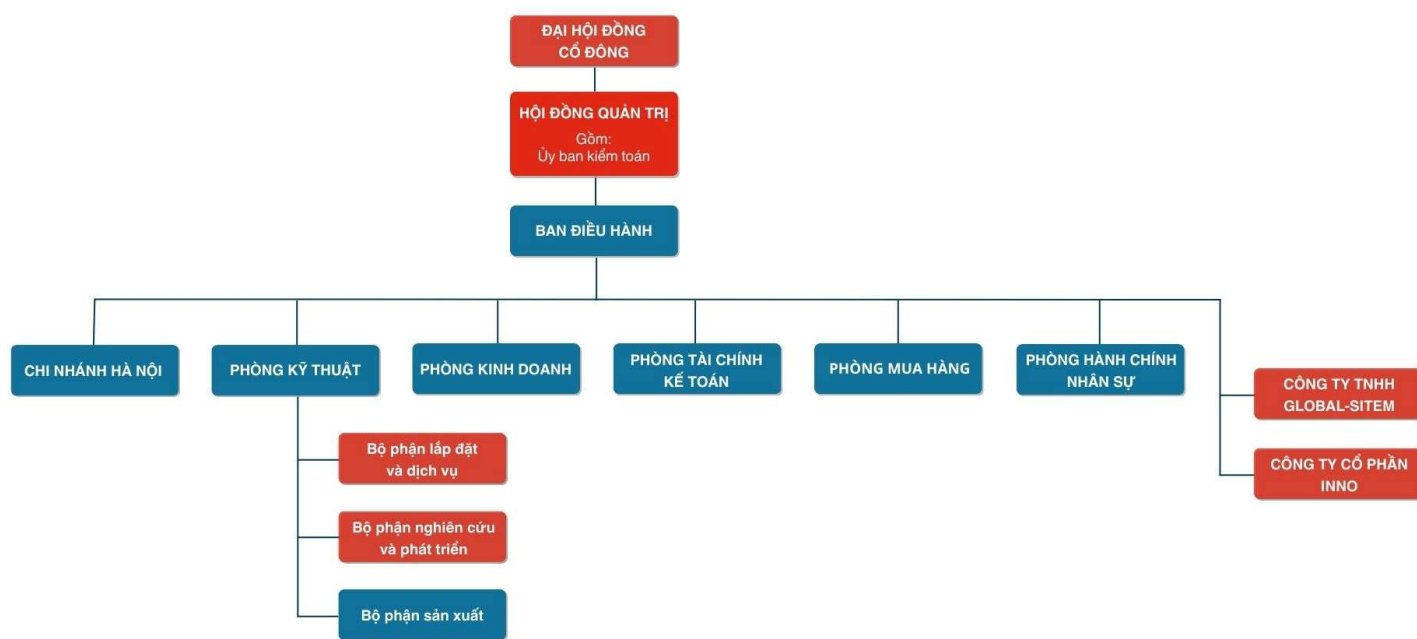 ĐẠI HỘI ĐỒNG
CỔ ĐÔNG
HỘI ĐỒNG QUẢN TRỊ
Gồm:
Ủy ban kiểm toán
BAN ĐIỀU HÀNH
CHI NHÁNH HÀ NỘI
PHÒNG KỸ THUẬT
PHÒNG KINH DOANH
PHÒNG TÀI CHÍNH
KẾ TOÁN
PHÒNG MUA HÀNG
PHÒNG HÀNH CHÍNH
NHÂN SỰ
CÔNG TY TNHH
GLOBAL-SITEM
CÔNG TY CỔ PHẦN
INNO
Bộ phận lắp đặt
và dịch vụ
Bộ phận nghiên cứu
và phát triển
Bộ phận sản xuất